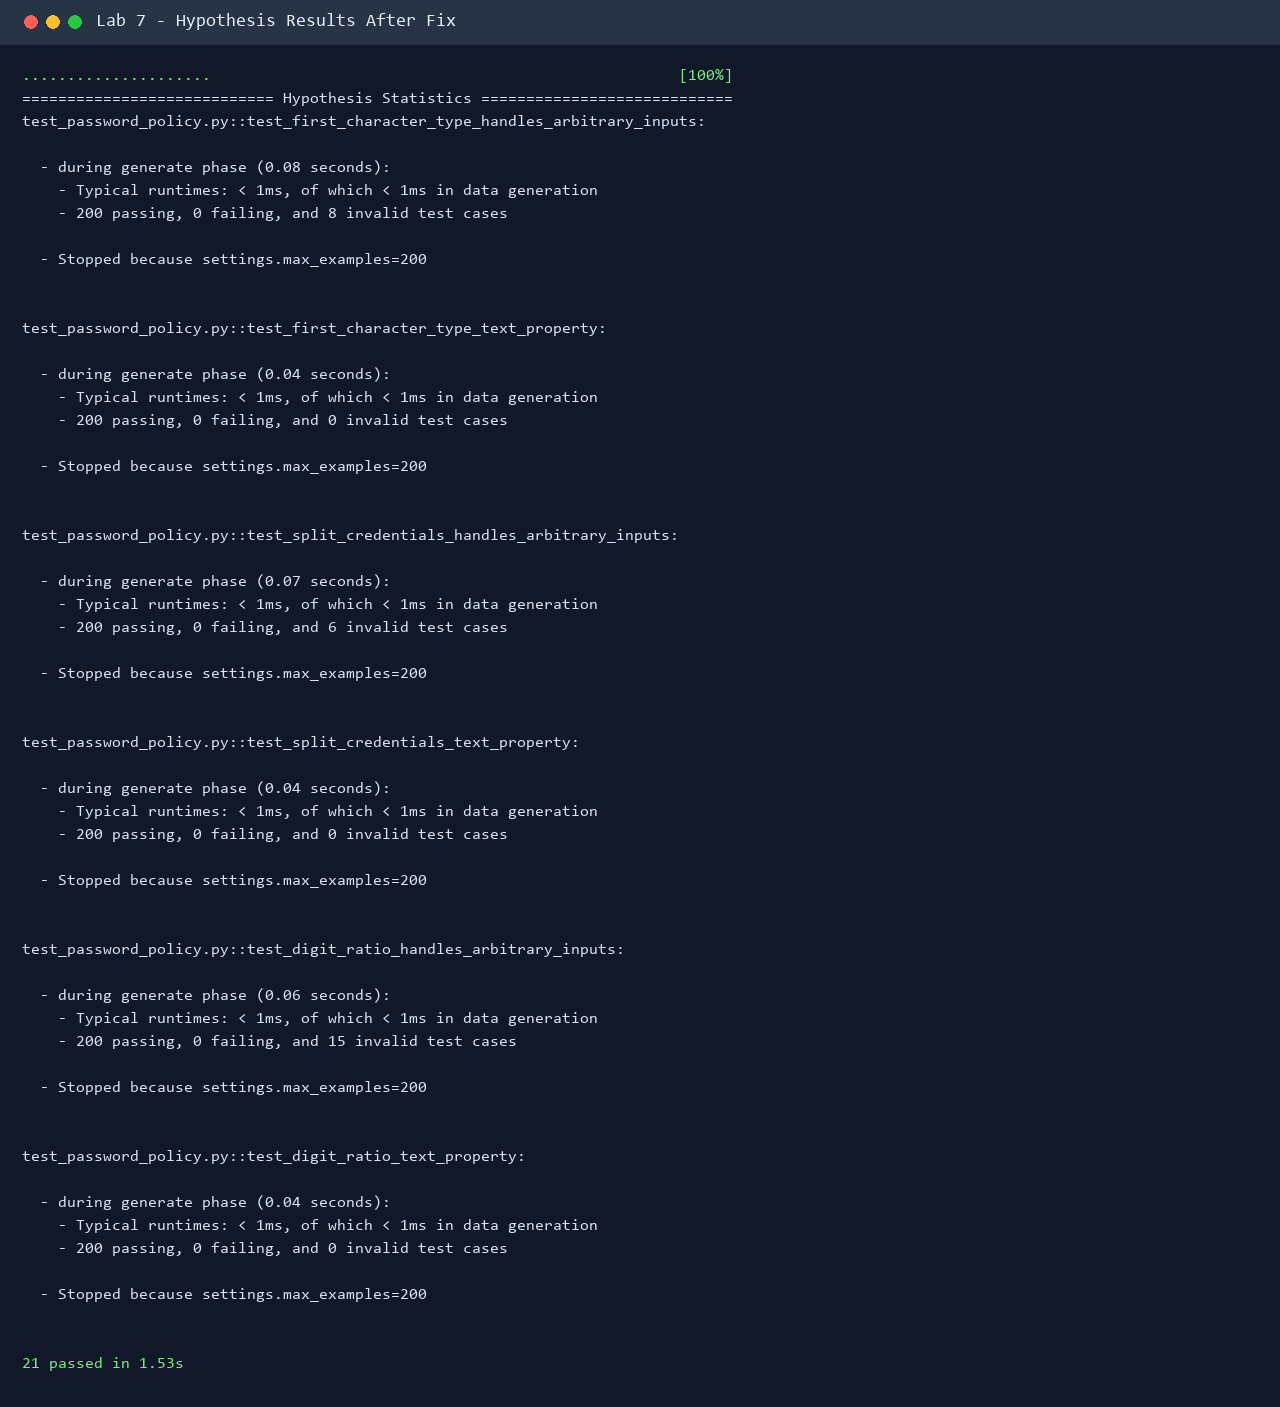 Lab 7 - Hypothesis Results After Fix
..................... [100%]
============================ Hypothesis Statistics ============================
test_password_policy.py::test_first_character_type_handles_arbitrary_inputs:
- during generate phase (0.08 seconds):
- Typical runtimes: < 1ms, of which < 1ms in data generation
- 200 passing, 0 failing, and 8 invalid test cases
- Stopped because settings.max_examples=200
test_password_policy.py::test_first_character_type_text_property:
- during generate phase (0.04 seconds):
- Typical runtimes: < 1ms, of which < 1ms in data generation
- 200 passing, 0 failing, and 0 invalid test cases
- Stopped because settings.max_examples=200
test_password_policy.py::test_split_credentials_handles_arbitrary_inputs:
- during generate phase (0.07 seconds):
- Typical runtimes: < 1ms, of which < 1ms in data generation
- 200 passing, 0 failing, and 6 invalid test cases
- Stopped because settings.max_examples=200
test_password_policy.py::test_split_credentials_text_property:
- during generate phase (0.04 seconds):
- Typical runtimes: < 1ms, of which < 1ms in data generation
- 200 passing, 0 failing, and 0 invalid test cases
- Stopped because settings.max_examples=200
test_password_policy.py::test_digit_ratio_handles_arbitrary_inputs:
- during generate phase (0.06 seconds):
- Typical runtimes: < 1ms, of which < 1ms in data generation
- 200 passing, 0 failing, and 15 invalid test cases
- Stopped because settings.max_examples=200
test_password_policy.py::test_digit_ratio_text_property:
- during generate phase (0.04 seconds):
- Typical runtimes: < 1ms, of which < 1ms in data generation
- 200 passing, 0 failing, and 0 invalid test cases
- Stopped because settings.max_examples=200
21 passed in 1.53s